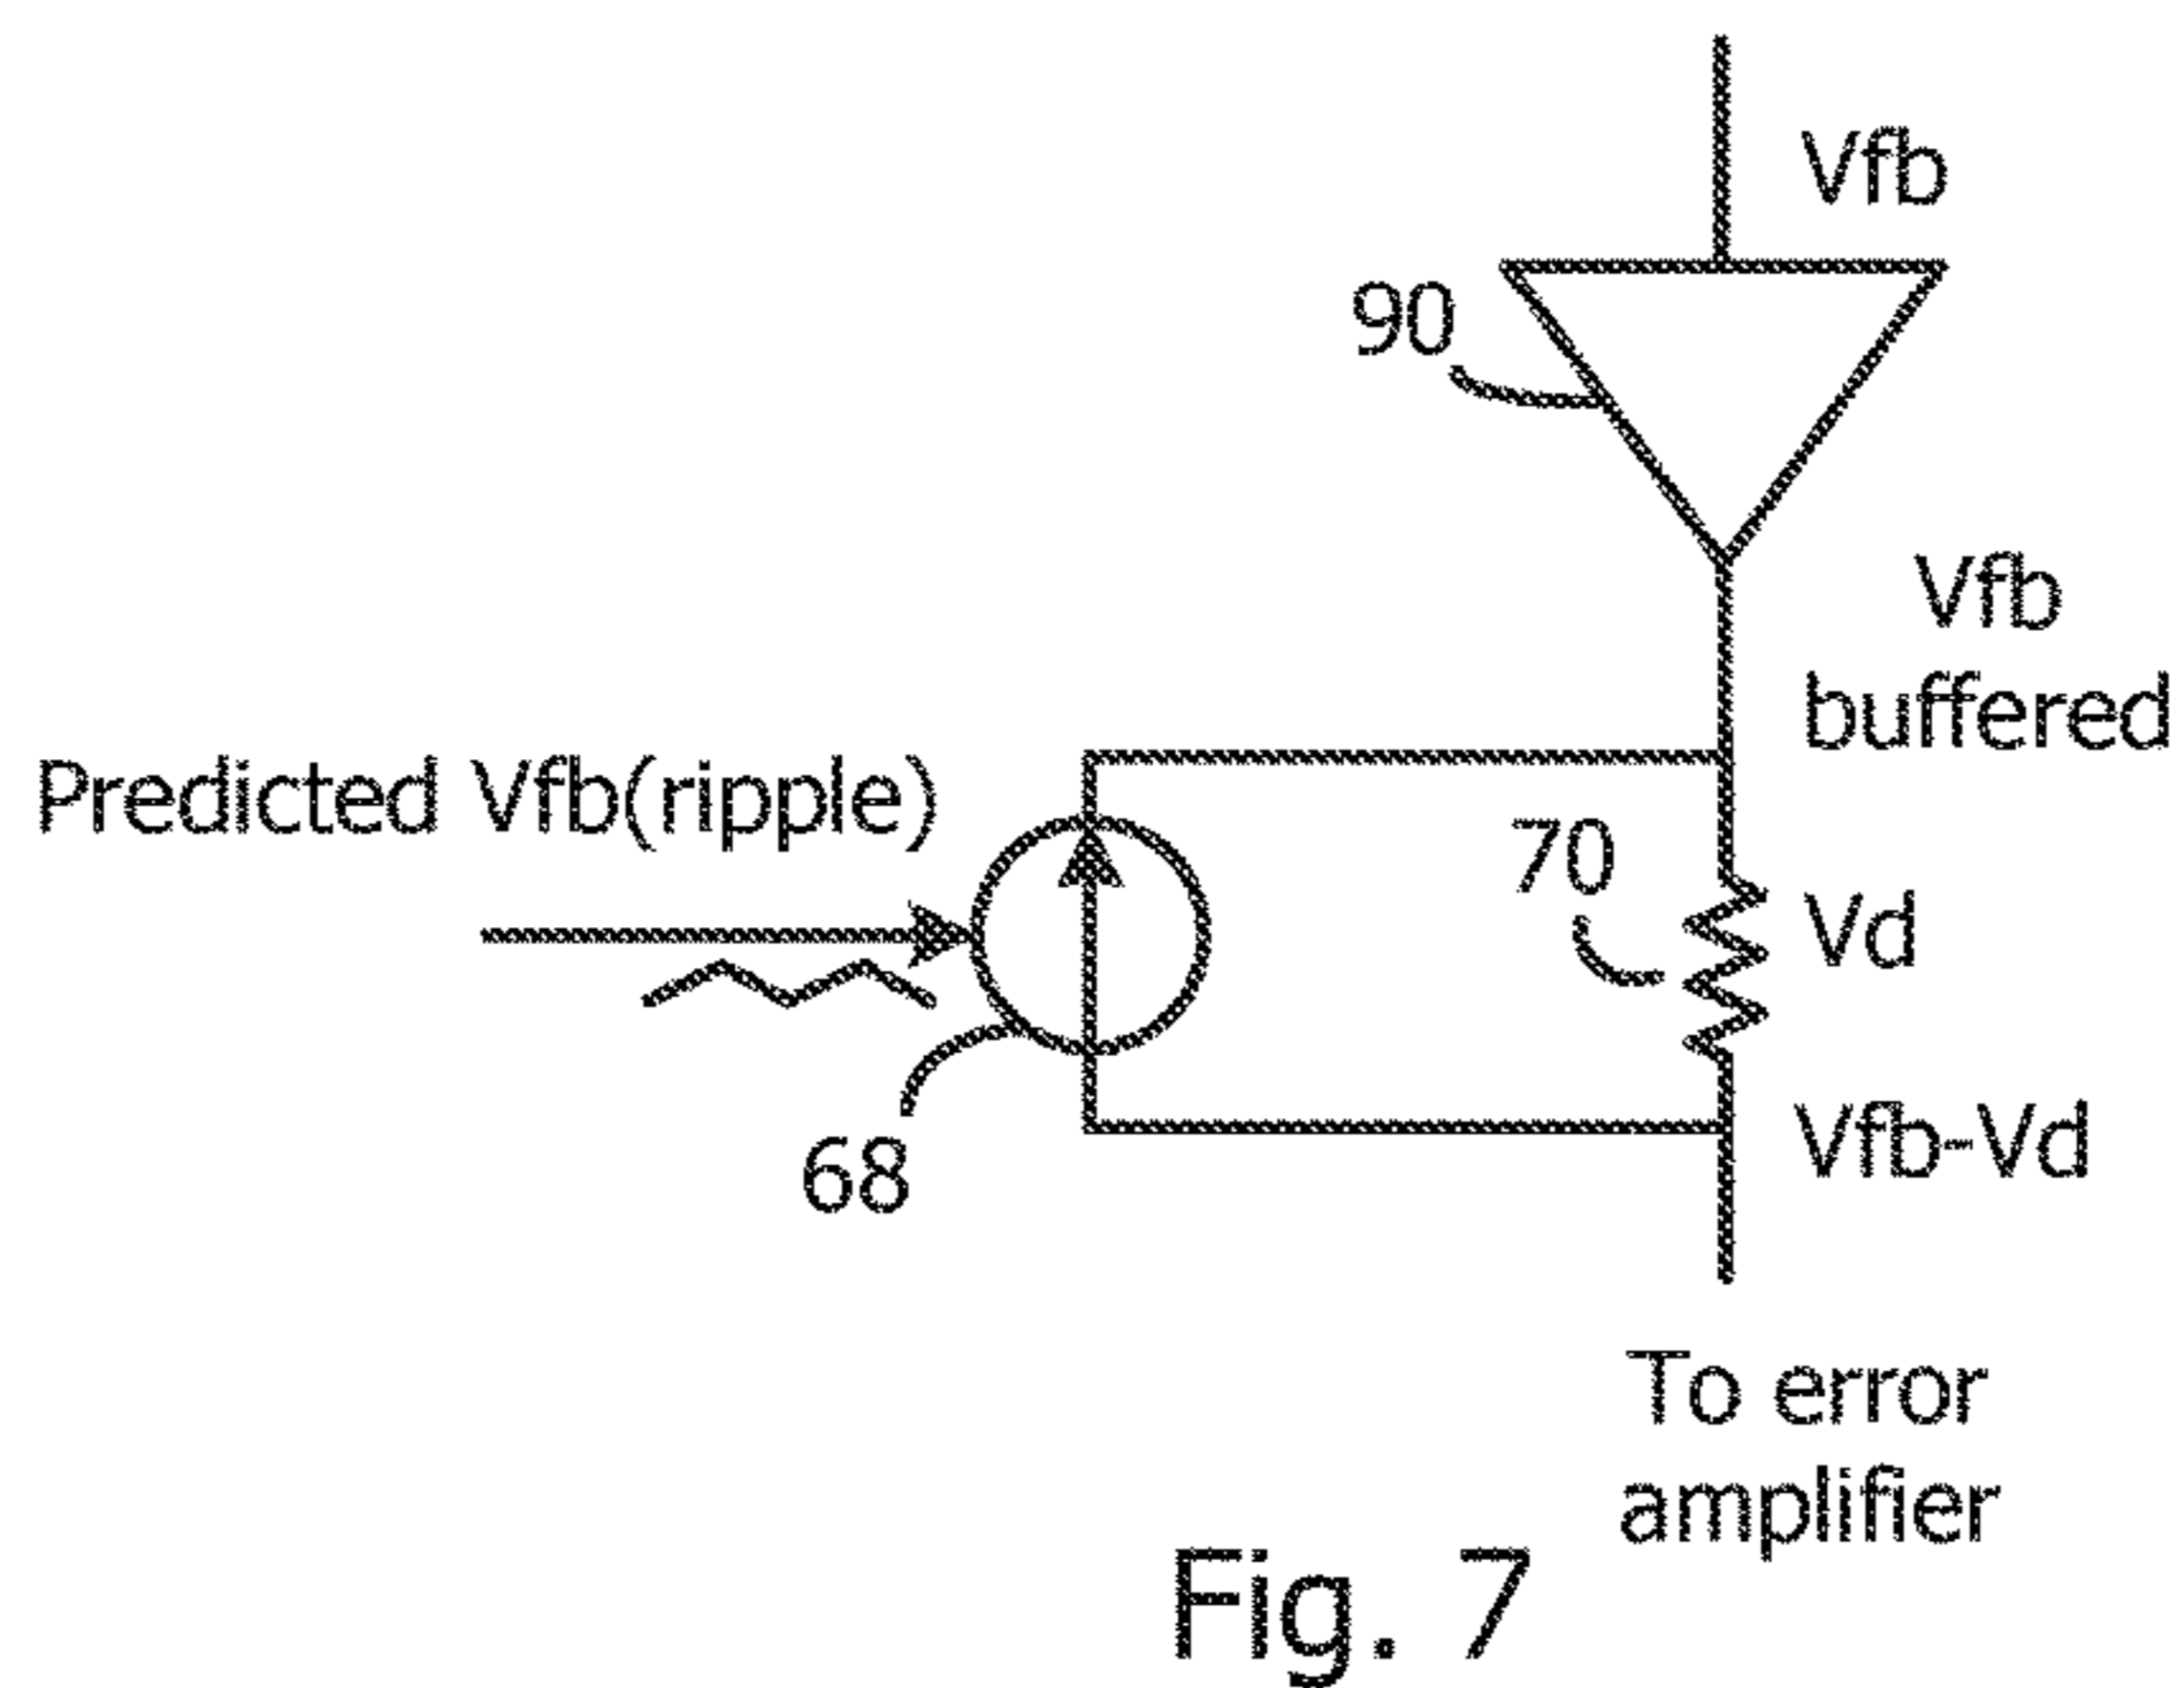 Vfb
90
Vfb
buffered
Predicted Vfb(ripple)
70
Vd
68
Vfb-Vd
To error
amplifier
Fig. 7